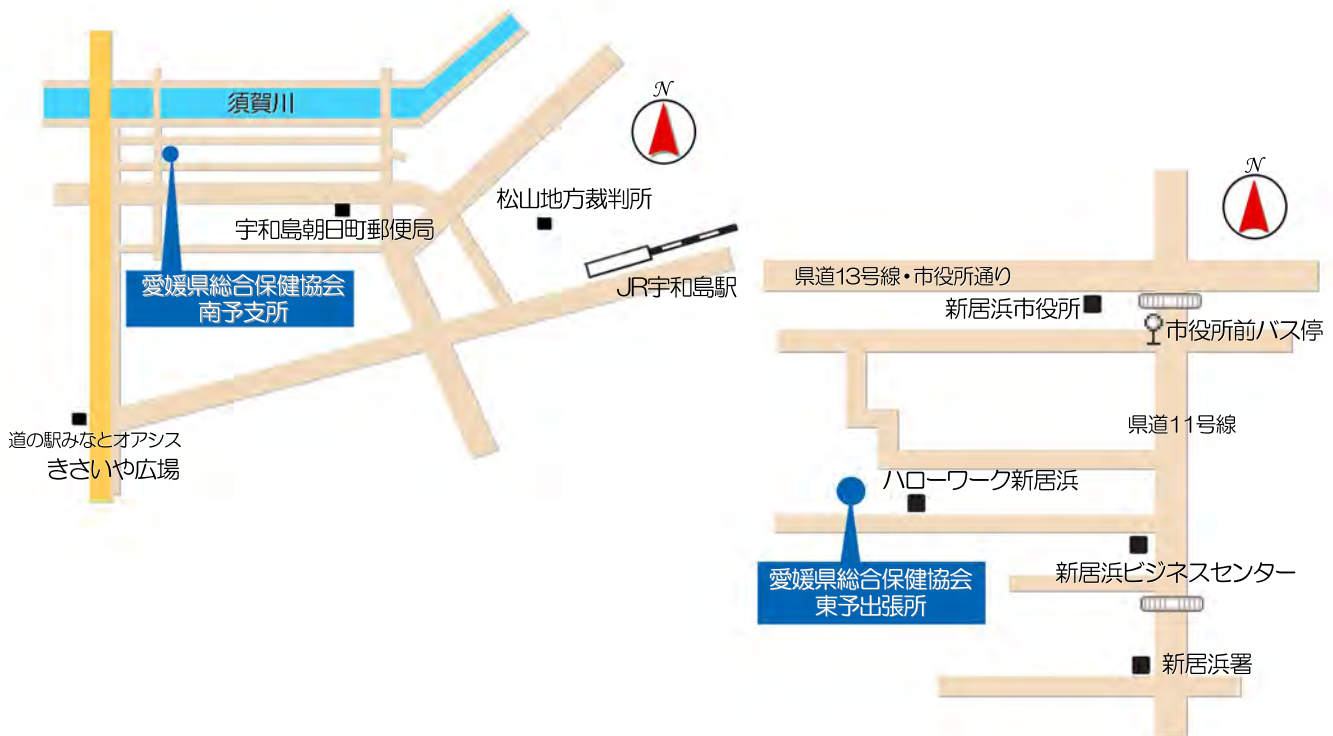 須賀川
N
松山地方裁判所
宇和島朝日町郵便局
愛媛県総合保健協会
南予支所
JR宇和島駅
道の駅みなとオアシス
きさいや広場
N
県道13号線・市役所通り
新居浜市役所
市役所前バス停
県道11号線
ハローワーク新居浜
愛媛県総合保健協会
東予出張所
新居浜ビジネスセンター
新居浜署